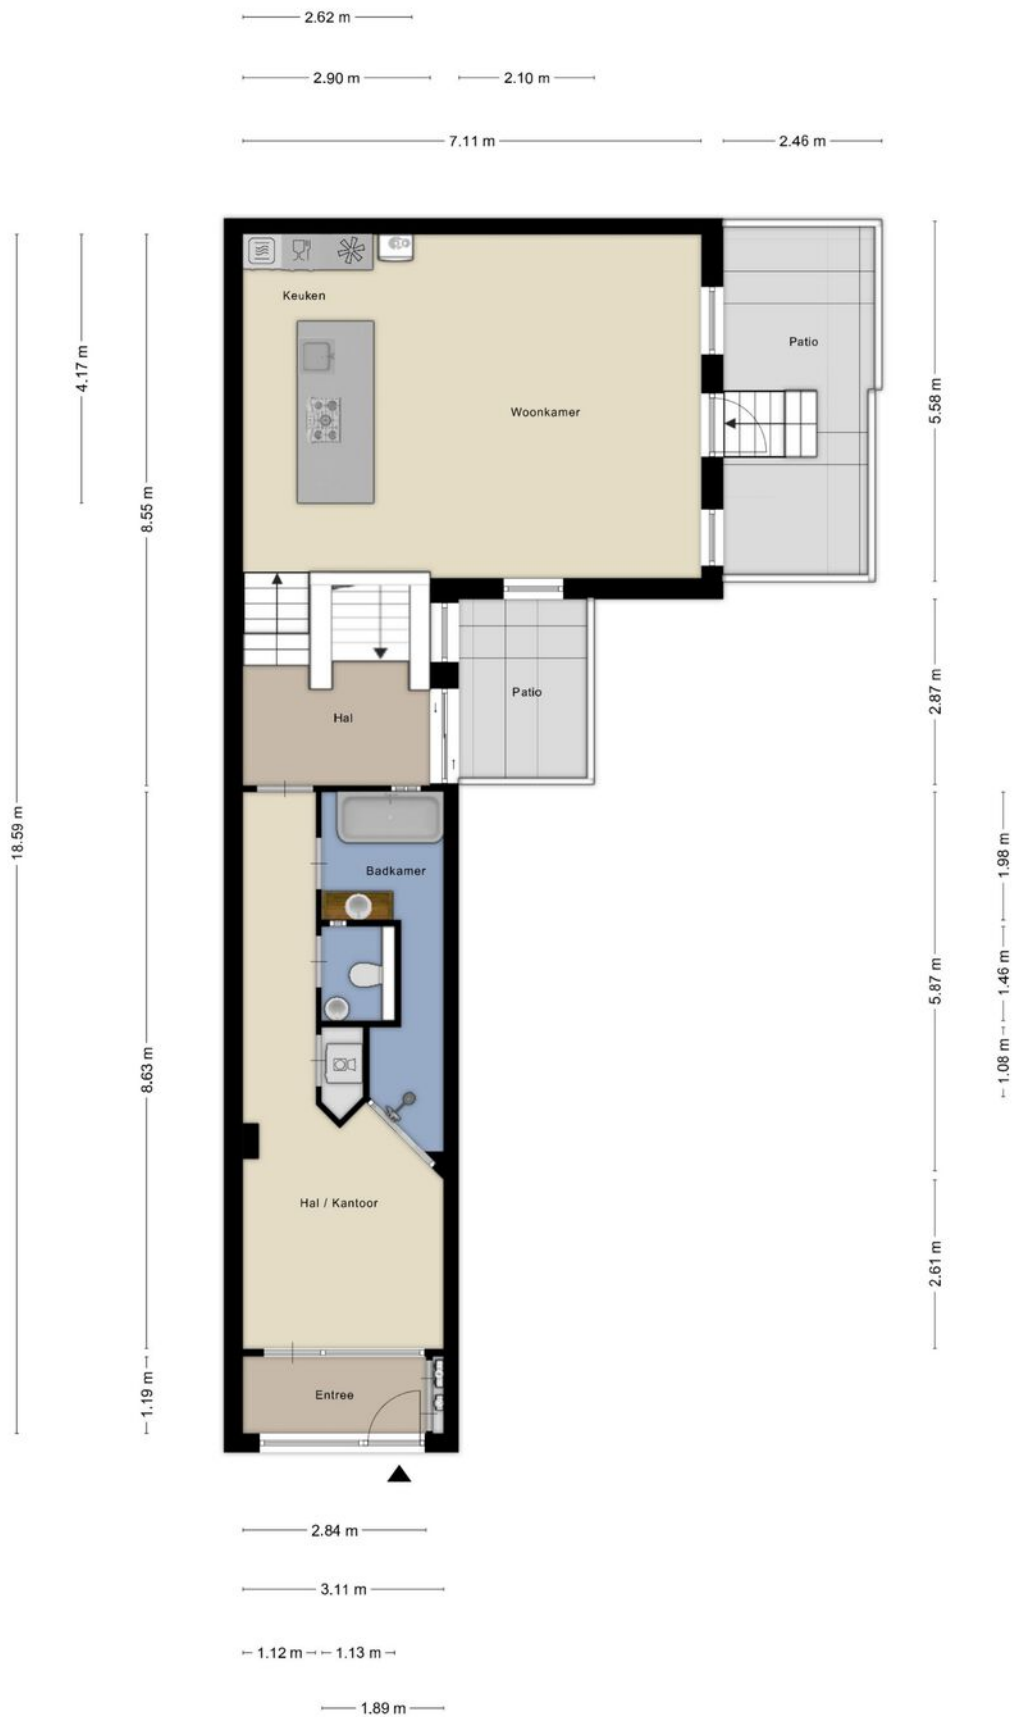 2.62 m
2.90 m
2.10 m
7.11 m
2.46 m
Keuken
Patio
4.17 m
5.58 m
Woonkamer
8.55 m
Patio
2.87 m
Hal
18.59 m
Badkamer
1.98 m
5.87 m
1.46 m
8.63 m
1.08 m
Hal / Kantoor
2.61 m
Entree
1.19 m
2.84 m
3.11 m
1.12 m
1.13 m
1.89 m